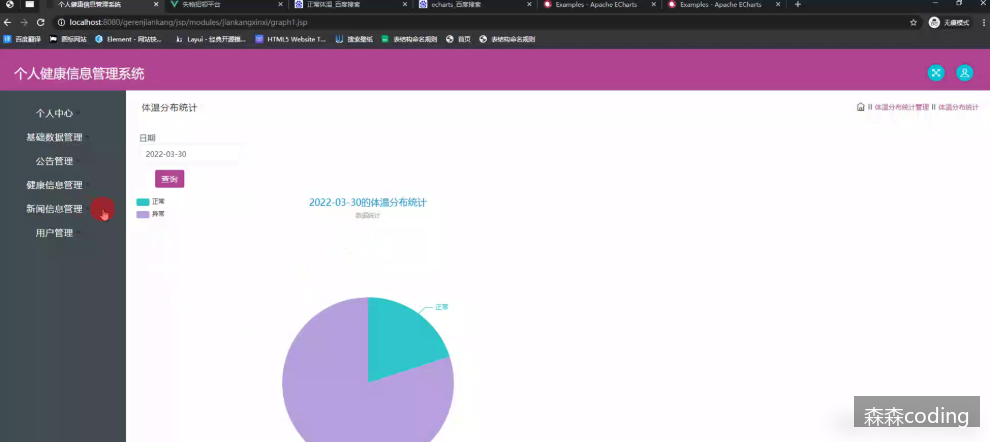 个人健康信息管理系统
失物招领平台
正常体温_百度搜索
echarts_百度搜索
Examples - Apache ECharts
Examples - Apache ECharts
localhost:8080/gerenjiankang/jsp/modules/jiankangxinxi/graph1.jsp
无痕模式
百度翻译
图标网站
Element - 网站快...
Layui - 经典开源模...
HTML5 Website T...
搜索壁纸
表结构命名规则
首页
表结构命名规则
个人健康信息管理系统
个人中心
基础数据管理
公告管理
健康信息管理
新闻信息管理
用户管理
体温分布统计
体温分布统计管理
体温分布统计
日期
2022-03-30
查询
正常
异常
2022-03-30的体温分布统计
数据统计
正常
森森coding